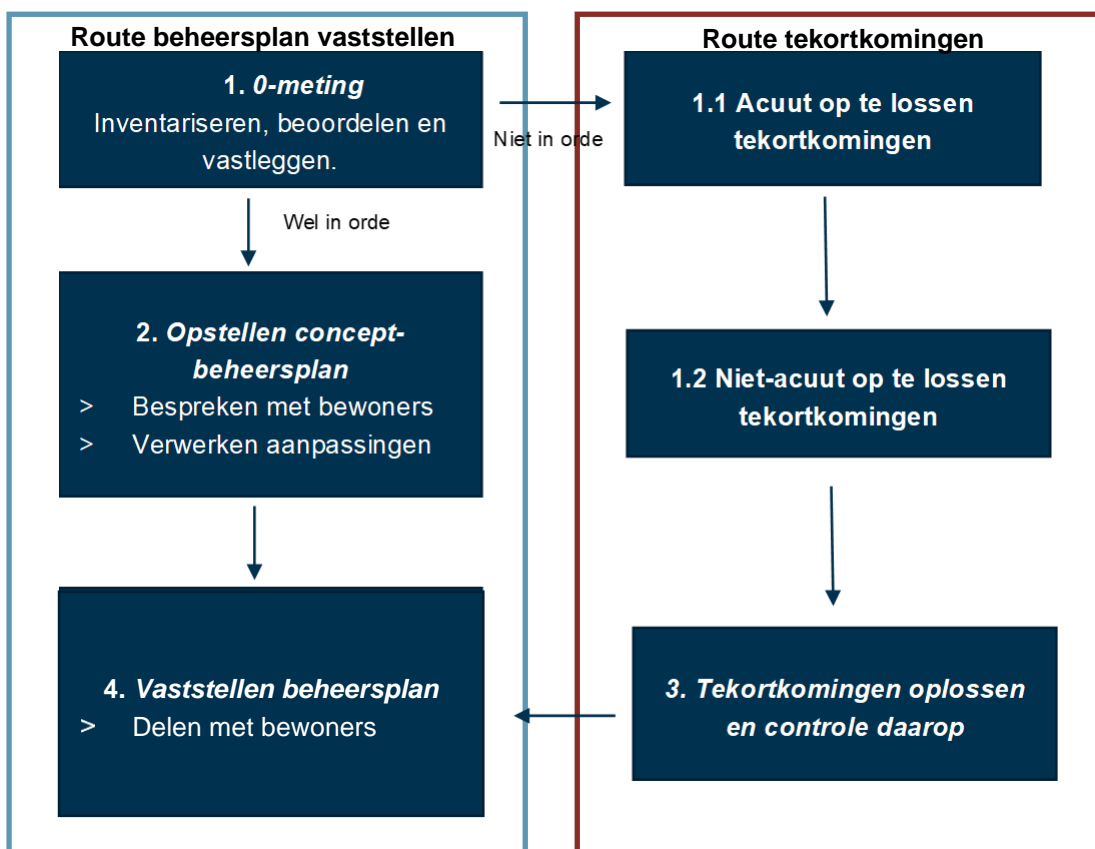 Route beheersplan vaststellen
1. 0-meting
Inventariseren, beoordelen en
vastleggen.
Wel in orde
2. Opstellen concept-
beheersplan
> Bespreken met bewoners
> Verwerken aanpassingen
4. Vaststellen beheersplan
> Delen met bewoners
Niet in orde
Route tekortkomingen
1.1 Acuut op te lossen
tekortkomingen
1.2 Niet-acuut op te lossen
tekortkomingen
3. Tekortkomingen oplossen
en controle daarop